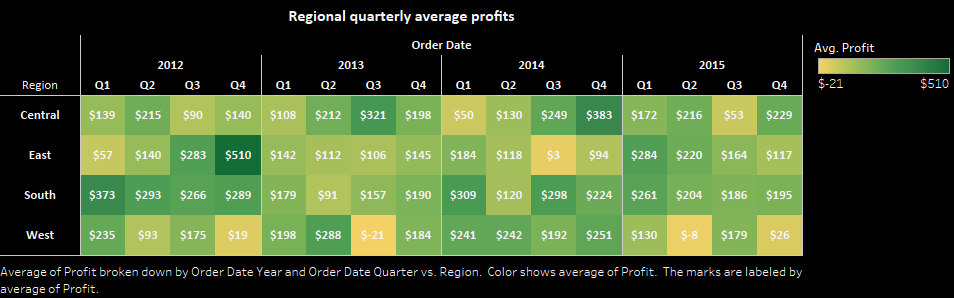 Regional quarterly average profits
Order Date
Avg. Profit
2012 2013 2014 2015
Region Q1 Q2 Q3 Q4 Q1 Q2 Q3 Q4 Q1 Q2 Q3 Q4 Q1 Q2 Q3 Q4
$-21 $510
Central $139 $215 $90 $140 $108 $212 $321 $198 $50 $130 $249 $383 $172 $216 $53 $229
East $57 $140 $283 $510 $142 $112 $106 $145 $184 $118 $3 $94 $284 $220 $164 $117
South $373 $293 $266 $289 $179 $91 $157 $190 $309 $120 $298 $224 $261 $204 $186 $195
West $235 $93 $175 $19 $198 $288 $-21 $184 $241 $242 $192 $251 $130 $-8 $179 $26
Average of Profit broken down by Order Date Year and Order Date Quarter vs. Region.  Color shows average of Profit.  The marks are labeled by
average of Profit.